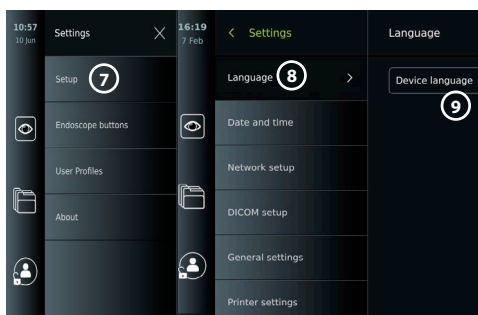 10:57
10 Jun
Settings
Setup
7
Endoscope buttons
User Profiles
About
16:19
7 Feb
< Settings
Language
8
>
Date and time
Network setup
DICOM setup
General settings
Printer settings
Language
Device language
9